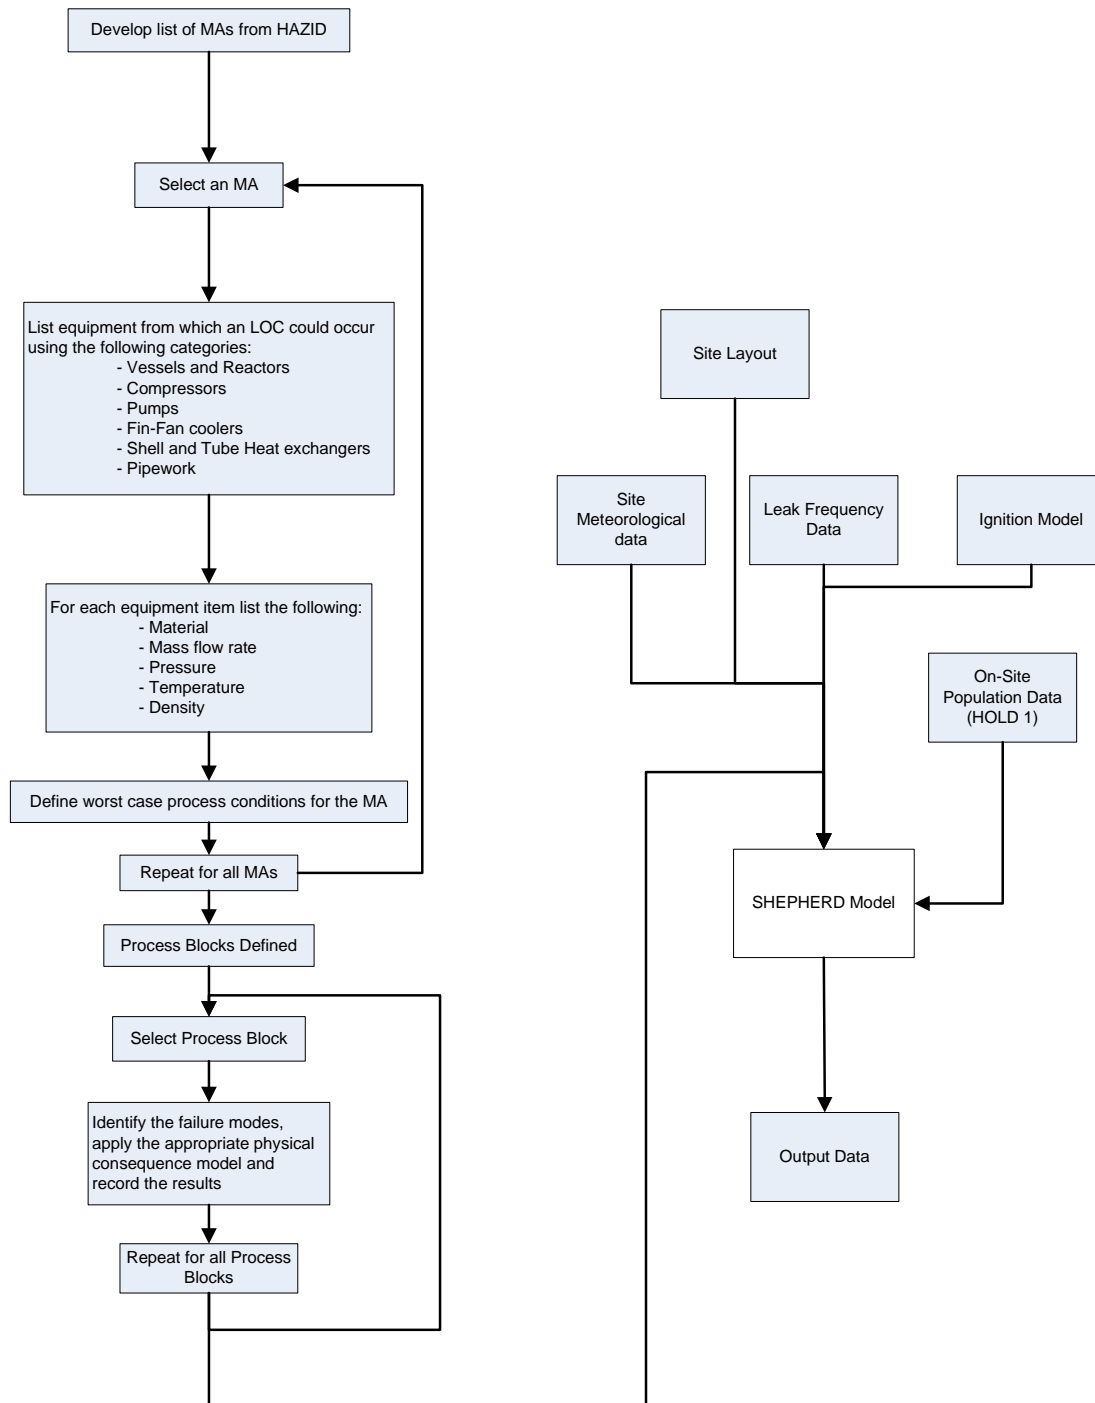 Develop list of MAs from HAZID
Select an MA
List equipment from which an LOC could occur
using the following categories:
- Vessels and Reactors
- Compressors
- Pumps
- Fin-Fan coolers
- Shell and Tube Heat exchangers
- Pipework
For each equipment item list the following:
- Material
- Mass flow rate
- Pressure
- Temperature
- Density
Define worst case process conditions for the MA
Repeat for all MAs
Process Blocks Defined
Select Process Block
Identify the failure modes,
apply the appropriate physical
consequence model and
record the results
Repeat for all Process
Blocks
Site Layout
Site
Meteorological
data
Leak Frequency
Data
Ignition Model
On-Site
Population Data
(HOLD 1)
SHEPHERD Model
Output Data